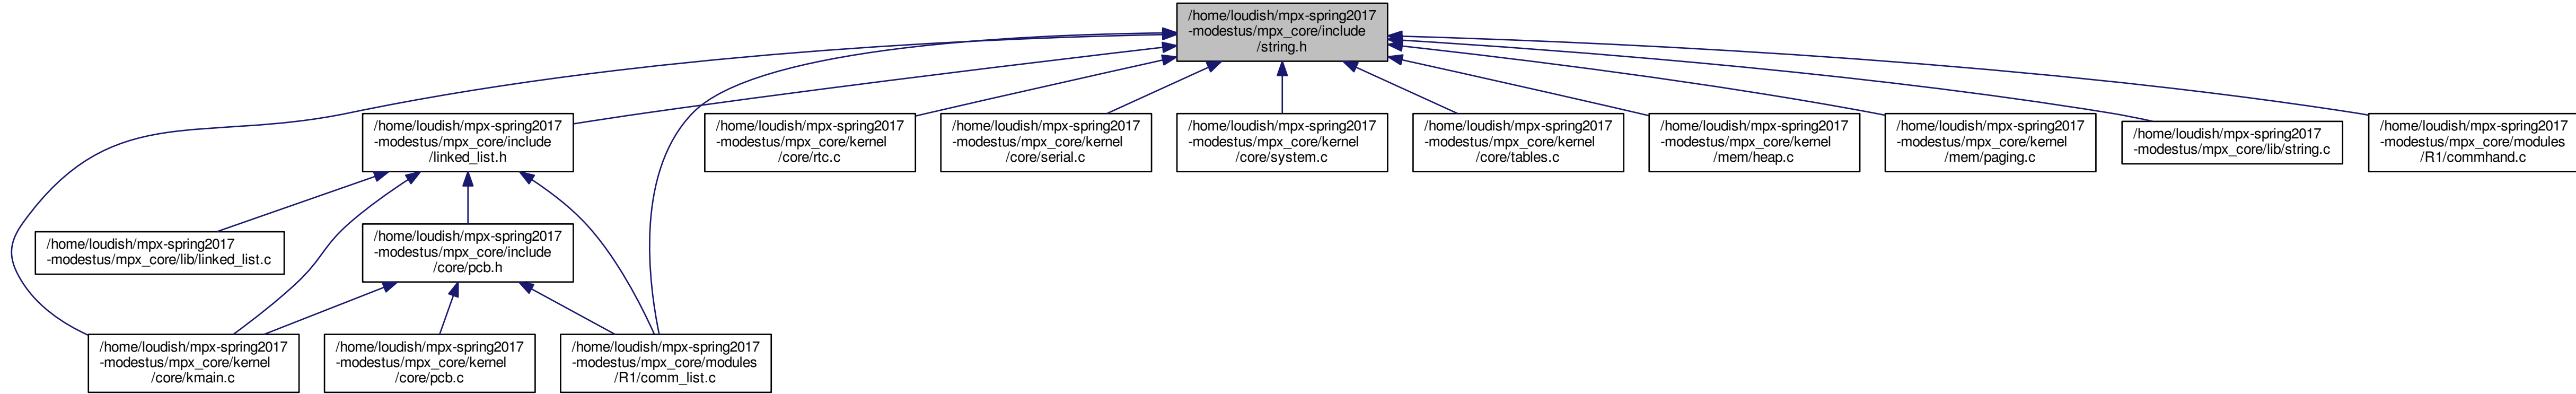 /home/loudish/mpx-spring2017
-modestus/mpx_core/include
/string.h
/home/loudish/mpx-spring2017
-modestus/mpx_core/include
/linked_list.h
/home/loudish/mpx-spring2017
-modestus/mpx_core/kernel
/core/rtc.c
/home/loudish/mpx-spring2017
-modestus/mpx_core/kernel
/core/serial.c
/home/loudish/mpx-spring2017
-modestus/mpx_core/kernel
/core/system.c
/home/loudish/mpx-spring2017
-modestus/mpx_core/kernel
/core/tables.c
/home/loudish/mpx-spring2017
-modestus/mpx_core/kernel
/mem/heap.c
/home/loudish/mpx-spring2017
-modestus/mpx_core/kernel
/mem/paging.c
/home/loudish/mpx-spring2017
-modestus/mpx_core/lib/string.c
/home/loudish/mpx-spring2017
-modestus/mpx_core/modules
/R1/commhand.c
/home/loudish/mpx-spring2017
-modestus/mpx_core/lib/linked_list.c
/home/loudish/mpx-spring2017
-modestus/mpx_core/include
/core/pcb.h
/home/loudish/mpx-spring2017
-modestus/mpx_core/kernel
/core/kmain.c
/home/loudish/mpx-spring2017
-modestus/mpx_core/kernel
/core/pcb.c
/home/loudish/mpx-spring2017
-modestus/mpx_core/modules
/R1/comm_list.c